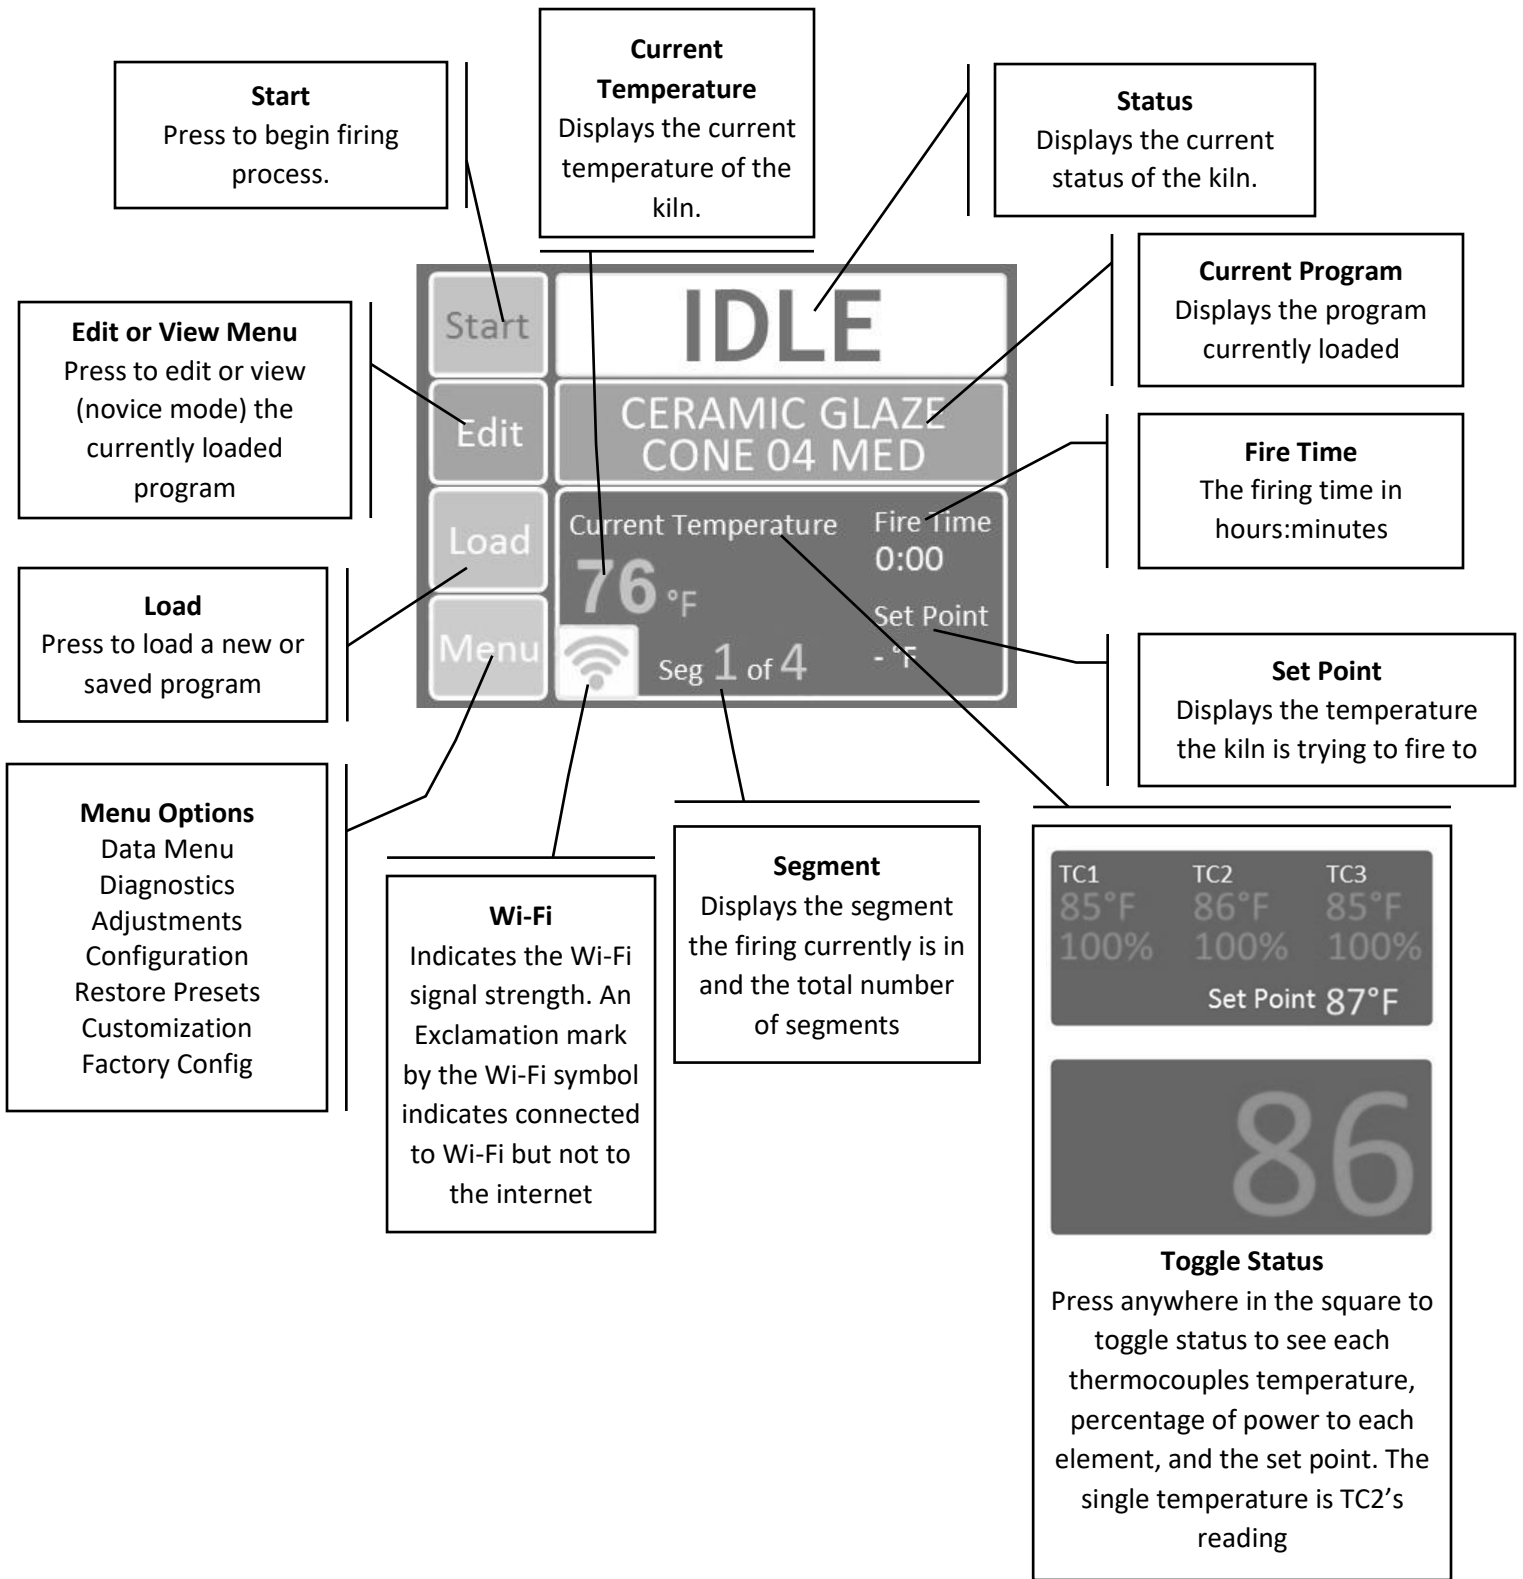 Start
Press to begin firing
process.
Current
Temperature
Displays the current
temperature of the
kiln.
Status
Displays the current
status of the kiln.
Edit or View Menu
Press to edit or view
(novice mode) the
currently loaded
program
Current Program
Displays the program
currently loaded
Start
IDLE
Edit
CERAMIC GLAZE
CONE 04 MED
Load
Current Temperature
76 °F
Fire Time
0:00
Set Point
- °F
Menu
Seg 1 of 4
Fire Time
The firing time in
hours:minutes
Load
Press to load a new or
saved program
Set Point
Displays the temperature
the kiln is trying to fire to
Menu Options
Data Menu
Diagnostics
Adjustments
Configuration
Restore Presets
Customization
Factory Config
Wi-Fi
Indicates the Wi-Fi
signal strength. An
Exclamation mark
by the Wi-Fi symbol
indicates connected
to Wi-Fi but not to
the internet
Segment
Displays the segment
the firing currently is in
and the total number
of segments
TC1 TC2 TC3
85°F 86°F 85°F
100% 100% 100%
Set Point 87°F
86
Toggle Status
Press anywhere in the square to
toggle status to see each
thermocouples temperature,
percentage of power to each
element, and the set point. The
single temperature is TC2’s
reading